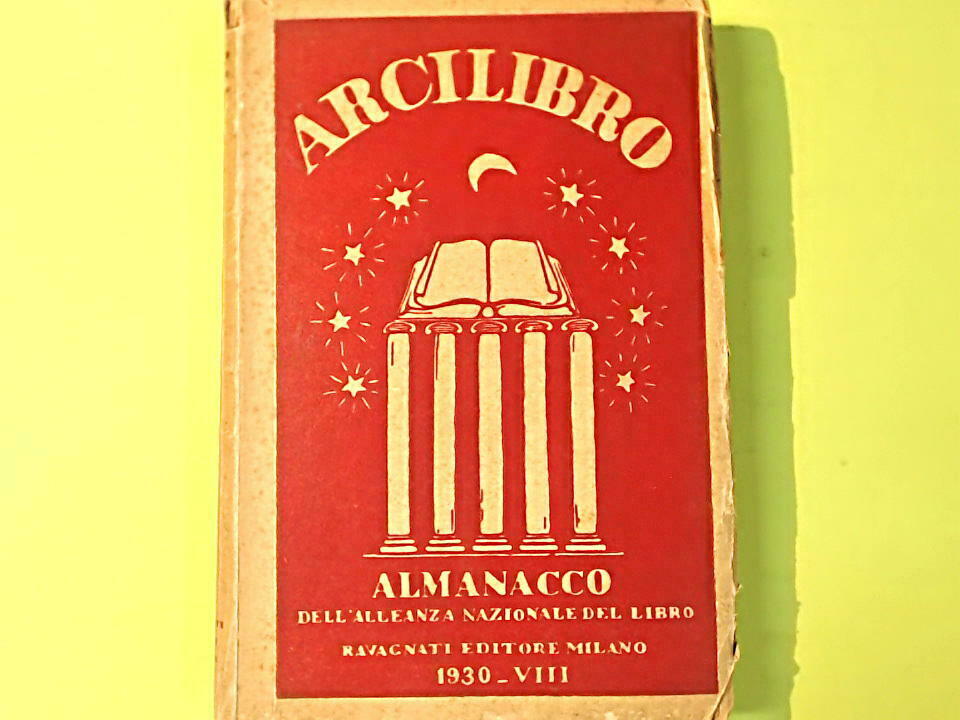 ARCILIBRO
ALMANACCO
DELL'ALLEANZA NAZIONALE DEL LIBRO
RAVAGNATI EDITORE MILANO
1930 - VIII